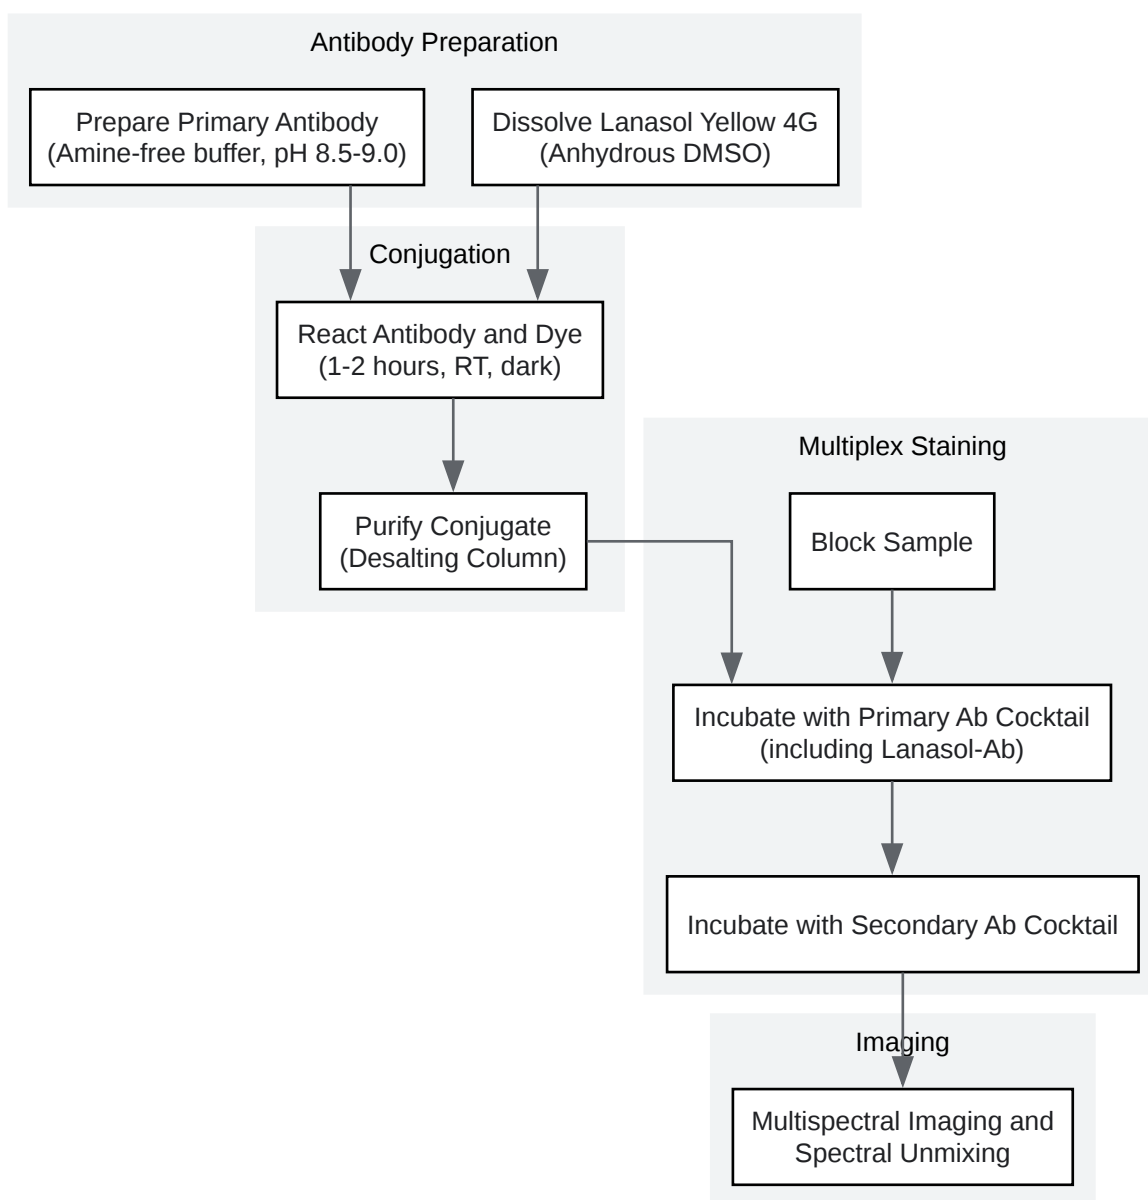 Antibody Preparation
Prepare Primary Antibody
(Amine-free buffer, pH 8.5-9.0)
Dissolve Lanasol Yellow 4G
(Anhydrous DMSO)
Conjugation
React Antibody and Dye
(1-2 hours, RT, dark)
Purify Conjugate
(Desalting Column)
Multiplex Staining
Block Sample
Incubate with Primary Ab Cocktail
(including Lanasol-Ab)
Incubate with Secondary Ab Cocktail
Imaging
Multispectral Imaging and
Spectral Unmixing